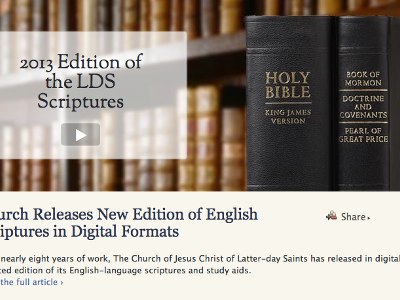 2013 Edition of
the LDS
Scriptures
HOLY
BIBLE
KING JAMES
VERSION
BOOK OF
MORMON
DOCTRINE
AND
COVENANTS
PEARL OF
GREAT PRICE
urch Releases New Edition of English
iptures in Digital Formats
Share
nearly eight years of work, The Church of Jesus Christ of Latter-day Saints has released in digital
ted edition of its English-language scriptures and study aids.
the full article ›